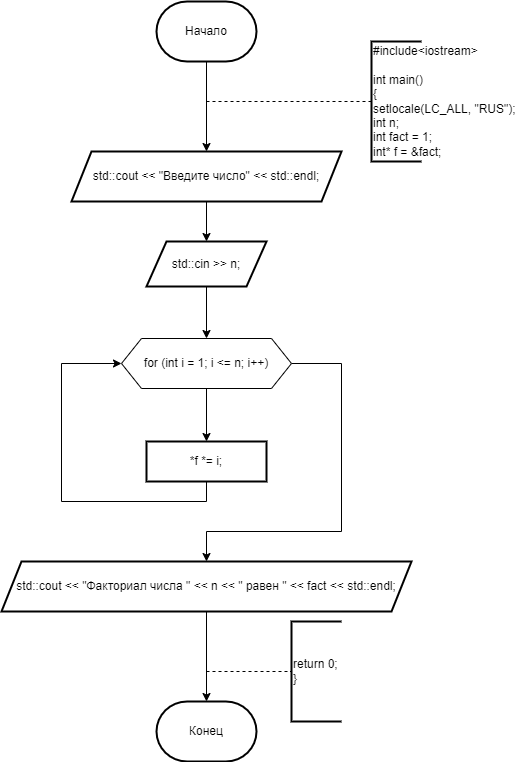 Начало
#include<iostream>
int main()
{
setlocale(LC_ALL, "RUS");
int n;
int fact = 1;
int* f = &fact;
std::cout << "Введите число" << std::endl;
std::cin >> n;
for (int i = 1; i <= n; i++)
*f *= i;
std::cout << "Факториал числа " << n << " равен " << fact << std::endl;
return 0;
}
Конец